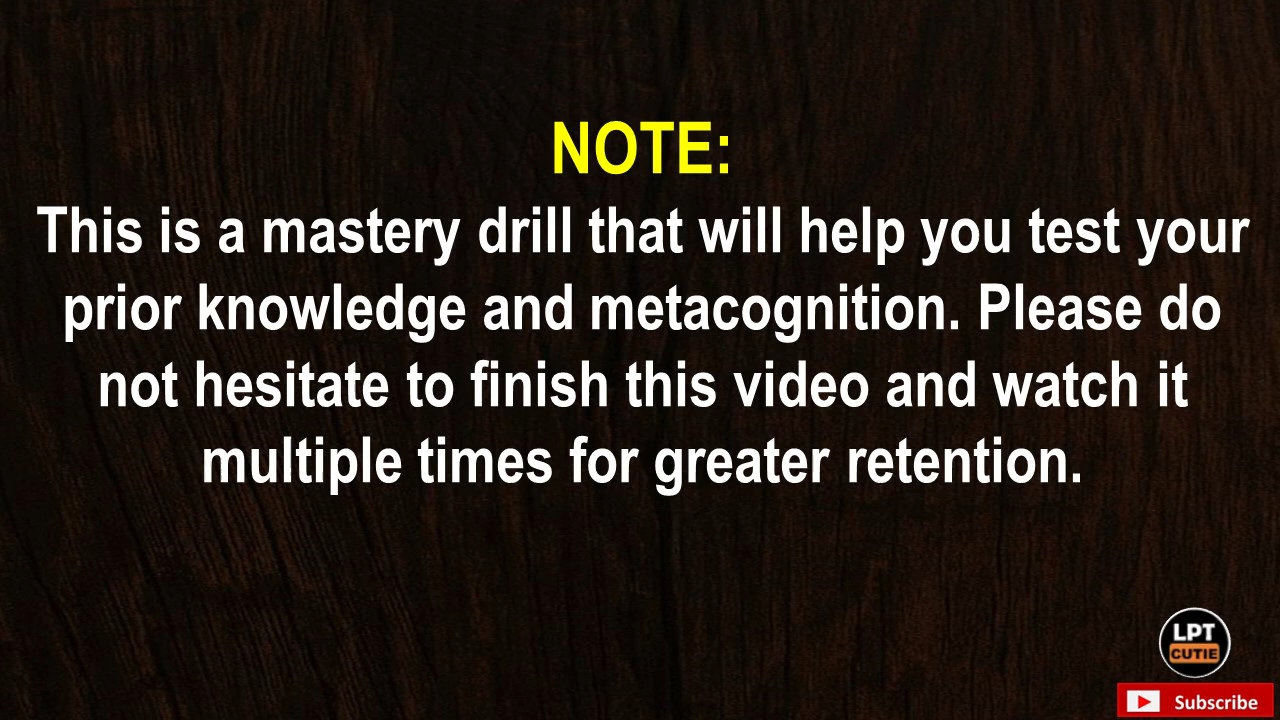 NOTE:
This is a mastery drill that will help you test your
prior knowledge and metacognition. Please do
not hesitate to finish this video and watch it
multiple times for greater retention.
LPT
CUTIE
Subscribe